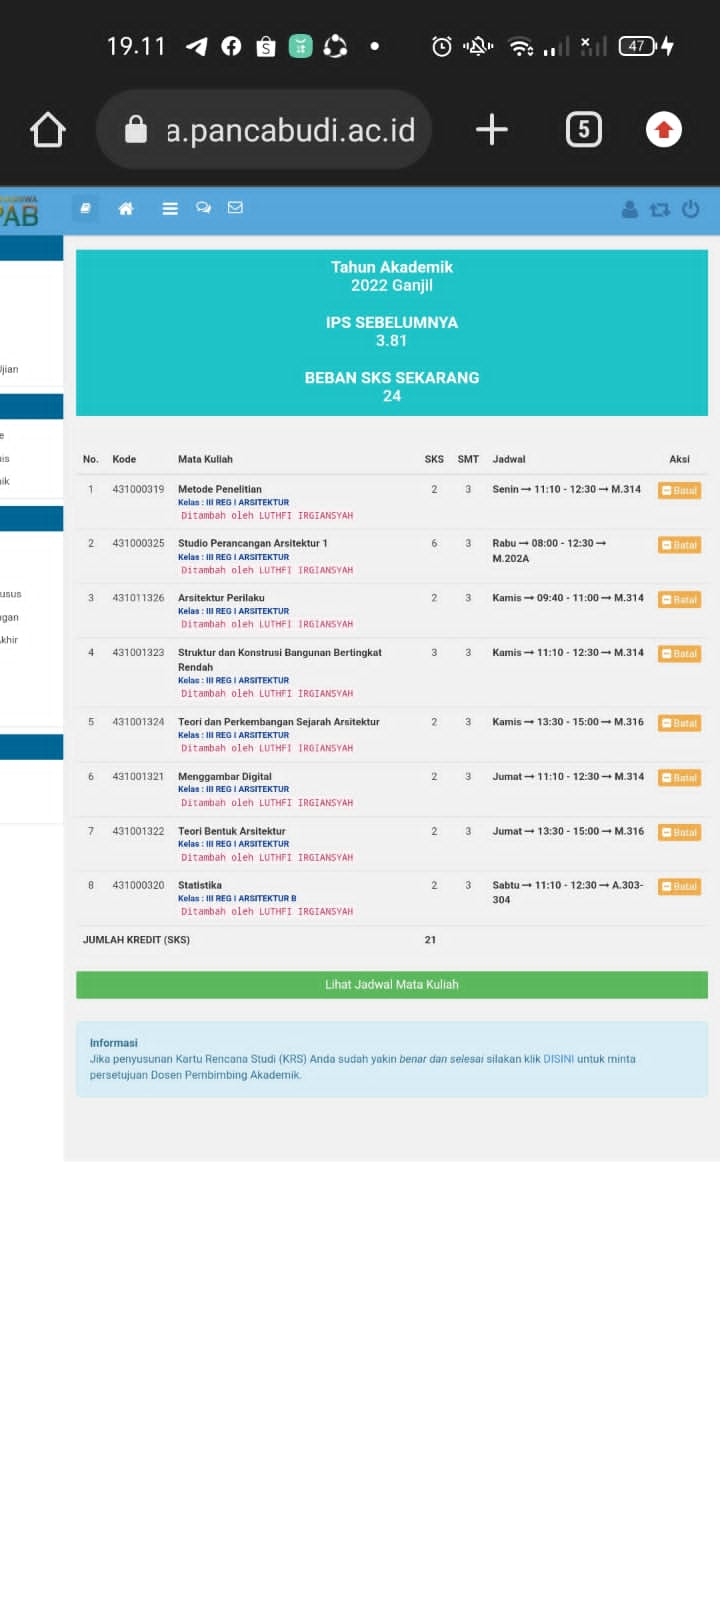 19.11
47
a.pancabudi.ac.id
5
Tahun Akademik
2022 Ganjil
IPS SEBELUMNYA
3.81
BEBAN SKS SEKARANG
24
Ujian
usus
No. Kode Mata Kuliah SKS SMT Jadwal Aksi
1 431000319 Metode Penelitian 2 3 Senin → 11:10 - 12:30 → M.314 Batal
Kelas : III REG I ARSITEKTUR
Ditambah oleh LUTHFI IRGIANSYAH
2 431000325 Studio Perancangan Arsitektur 1 6 3 Rabu → 08:00 - 12:30 → Batal
Kelas : III REG I ARSITEKTUR M.202A
Ditambah oleh LUTHFI IRGIANSYAH
3 431011326 Arsitektur Perilaku 2 3 Kamis → 09:40 - 11:00 → M.314 Batal
Kelas : III REG I ARSITEKTUR
Ditambah oleh LUTHFI IRGIANSYAH
4 431001323 Struktur dan Konstrusi Bangunan Bertingkat 3 3 Kamis → 11:10 - 12:30 → M.314 Batal
Rendah
Kelas : III REG I ARSITEKTUR
Ditambah oleh LUTHFI IRGIANSYAH
5 431001324 Teori dan Perkembangan Sejarah Arsitektur 2 3 Kamis → 13:30 - 15:00 → M.316 Batal
Kelas : III REG I ARSITEKTUR
Ditambah oleh LUTHFI IRGIANSYAH
6 431001321 Menggambar Digital 2 3 Jumat → 11:10 - 12:30 → M.314 Batal
Kelas : III REG I ARSITEKTUR
Ditambah oleh LUTHFI IRGIANSYAH
7 431001322 Teori Bentuk Arsitektur 2 3 Jumat → 13:30 - 15:00 → M.316 Batal
Kelas : III REG I ARSITEKTUR
Ditambah oleh LUTHFI IRGIANSYAH
8 431000320 Statistika 2 3 Sabtu → 11:10 - 12:30 → A.303- Batal
Kelas : III REG I ARSITEKTUR B 304
Ditambah oleh LUTHFI IRGIANSYAH
JUMLAH KREDIT (SKS) 21
Lihat Jadwal Mata Kuliah
Informasi
Jika penyusunan Kartu Rencana Studi (KRS) Anda sudah yakin benar dan selesai silakan klik DISINI untuk minta
persetujuan Dosen Pembimbing Akademik.